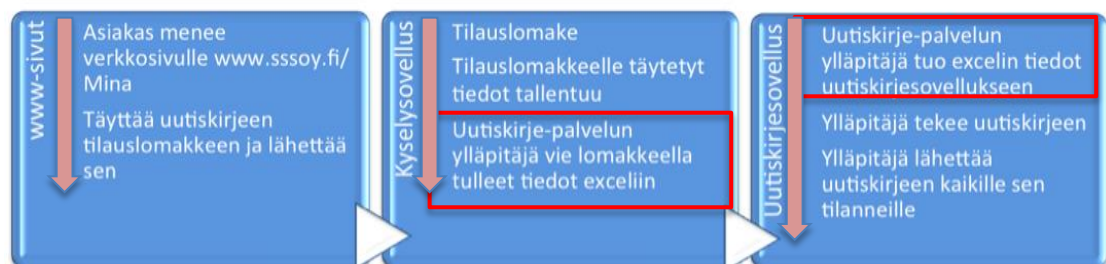 www-sivut
Asiakas menee
verkkosivulle www.sssoy.fi/
Mina
Täyttää uutiskirjeen
tilauslomakkeen ja lähettää
sen
Kyselysovellus
Tilauslomake
Tilauslomakkeelle täytetyt
tiedot tallentuu
Uutiskirje-palvelun
ylläpitäjä vie lomakkeella
tulleet tiedot exceliin
Uutiskirjesovellus
Uutiskirje-palvelun
ylläpitäjä tuo excelin tiedot
uutiskirjesovellukseen
Ylläpitäjä tekee uutiskirjeen
Ylläpitäjä lähettää
uutiskirjeen kaikille sen
tilanneille